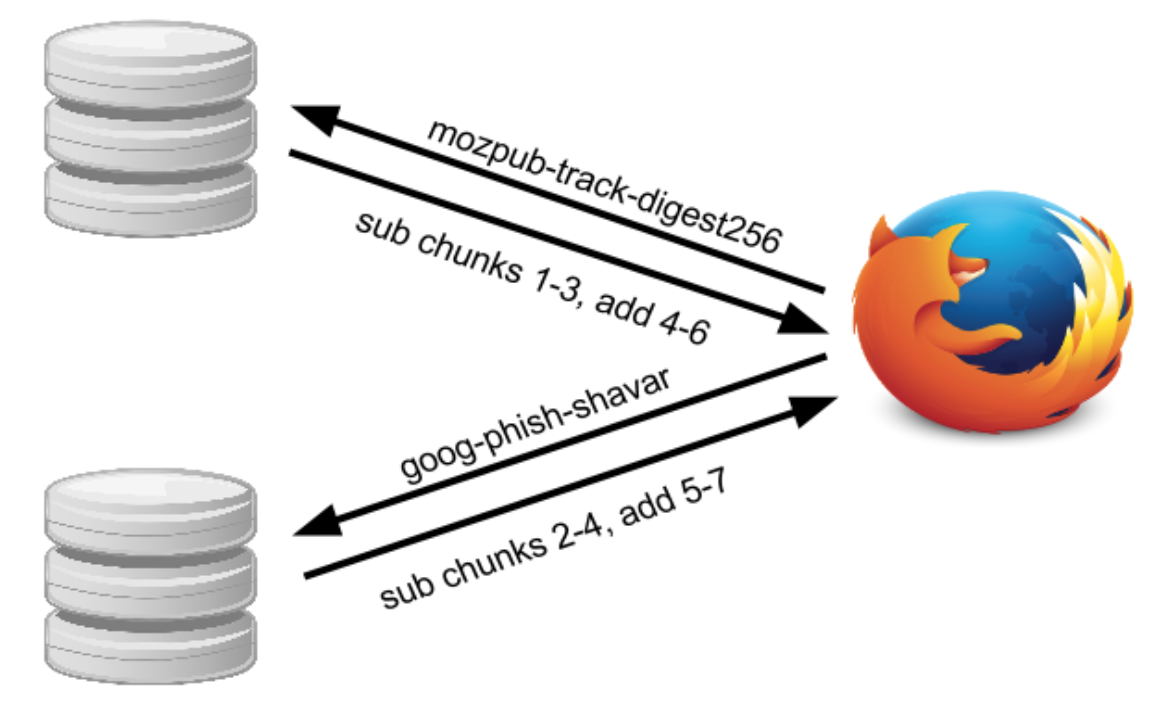 mozpub-track-digest256
sub chunks 1-3, add 4-6
goog-phish-shavar
sub chunks 2-4, add 5-7